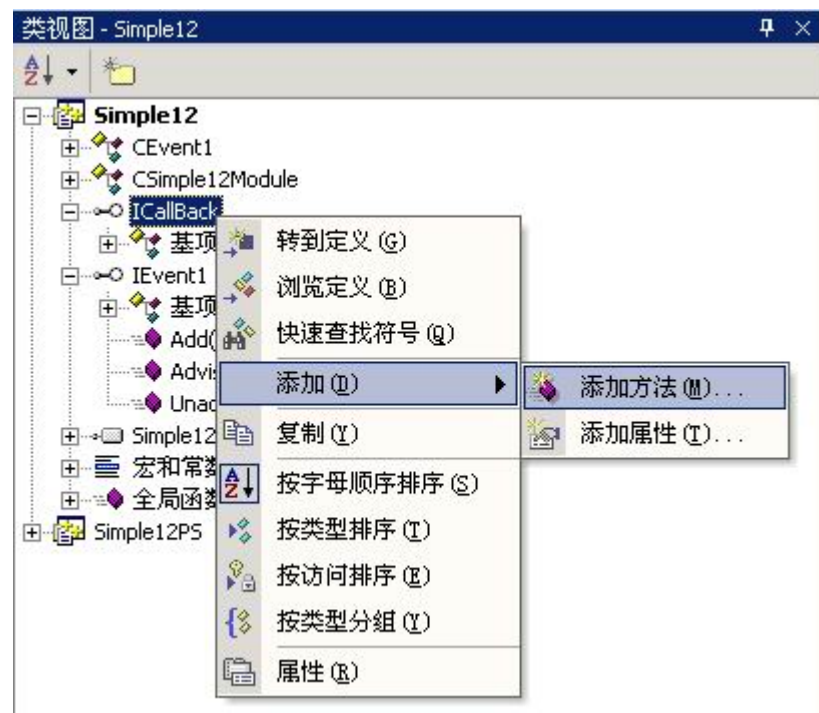 类视图 - Simple12
Simple12
CEvent1
CSimple12Module
ICallBack
基项
IEvent1
基项
Add(
Advis
Unad
Simple12
宏和常数
全局函数
Simple12PS
转到定义(G)
浏览定义(B)
快速查找符号(Q)
添加(D)
复制(Y)
按字母顺序排序(S)
按类型排序(T)
按访问排序(E)
按类型分组(Y)
属性(R)
添加方法(M)...
添加属性(T)...